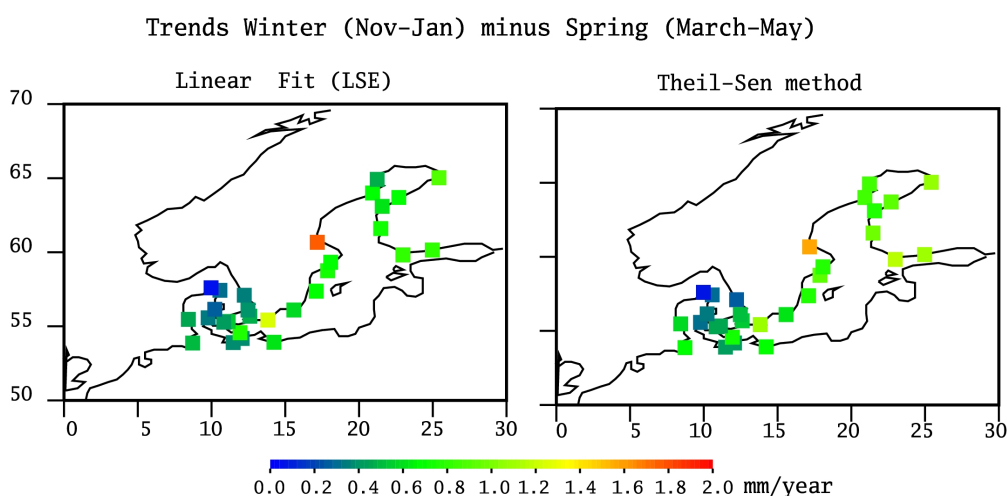 Trends Winter (Nov-Jan) minus Spring (March-May)
Linear Fit (LSE)
Theil-Sen method
70
65
60
55
50
0 5 10 15 20 25 30
0 5 10 15 20 25 30
0.0 0.2 0.4 0.6 0.8 1.0 1.2 1.4 1.6 1.8 2.0 mm/year